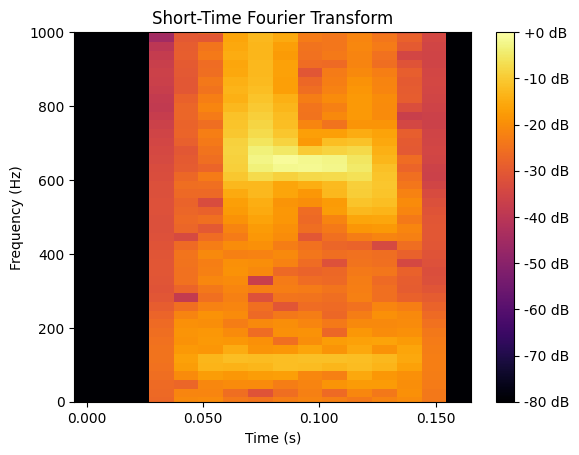 Short-Time Fourier Transform
1000
800
600
400
200
0
Frequency (Hz)
0.000
0.050
0.100
0.150
Time (s)
+0 dB
-10 dB
-20 dB
-30 dB
-40 dB
-50 dB
-60 dB
-70 dB
-80 dB